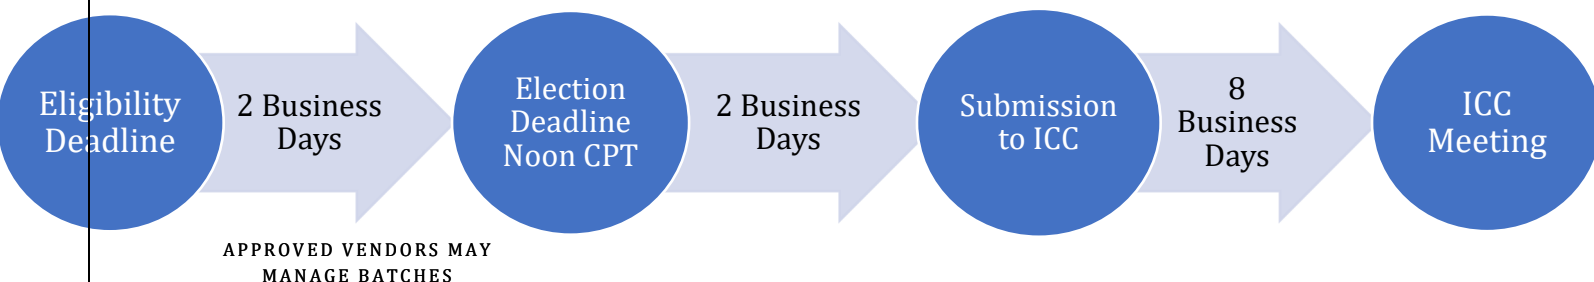 Eligibility
Deadline
2 Business
Days
Election
Deadline
Noon CPT
2 Business
Days
Submission
to ICC
8
Business
Days
ICC
Meeting
APPROVED VENDORS MAY
MANAGE BATCHES